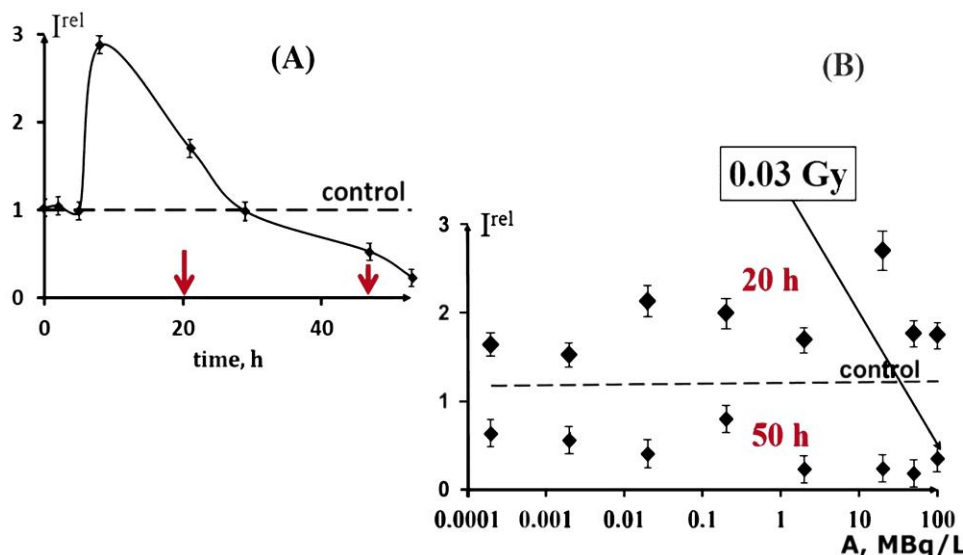 I^rel
(A)
3
2
control
1
0
0 20 40
time, h
(B)
0.03 Gy
I^rel
3
20 h
2
control
1
50 h
0
0.0001 0.001 0.01 0.1 1 10 100
A, MBq/L